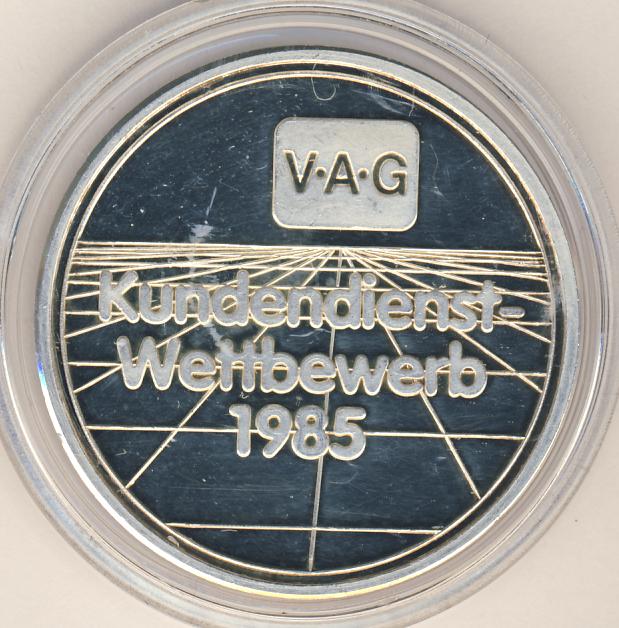 V·A·G
Kundendienst-
Wettbewerb
1985